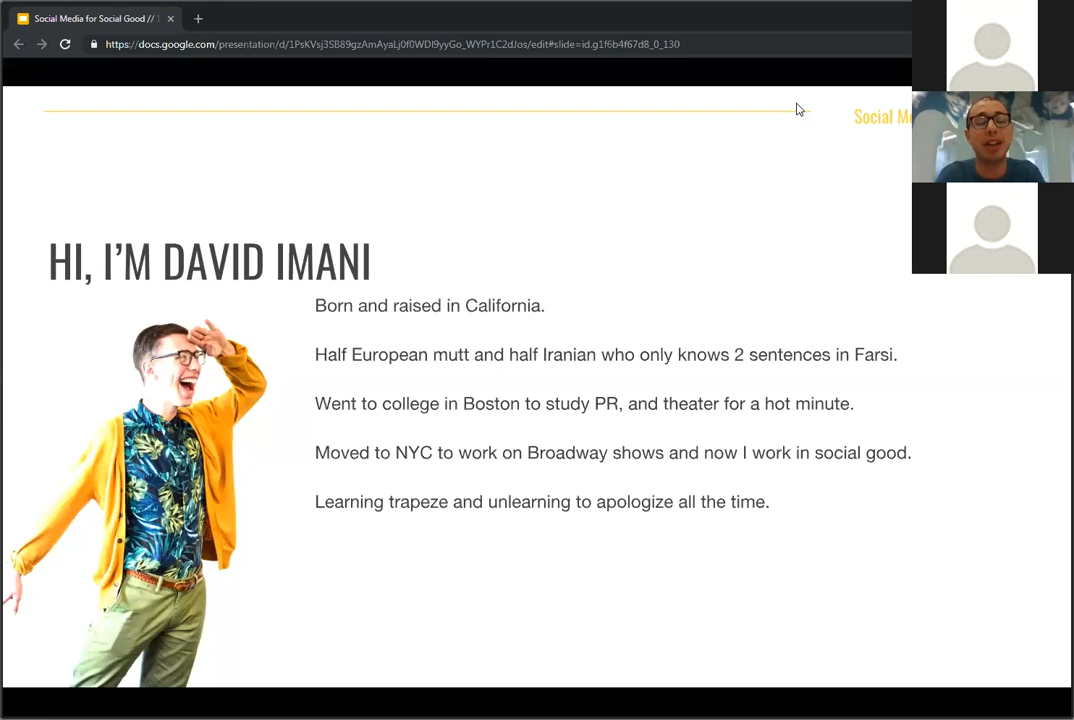 Social Media for Social Good //
https://docs.google.com/presentation/d/1PsKVsj3SB89gzAmAyaLj0f0WDI9yyGo_WYPr1C2dJos/edit#slide=id.g1f6b4f67d8_0_130
Social
HI, I'M DAVID IMANI
Born and raised in California.
Half European mutt and half Iranian who only knows 2 sentences in Farsi.
Went to college in Boston to study PR, and theater for a hot minute.
Moved to NYC to work on Broadway shows and now I work in social good.
Learning trapeze and unlearning to apologize all the time.